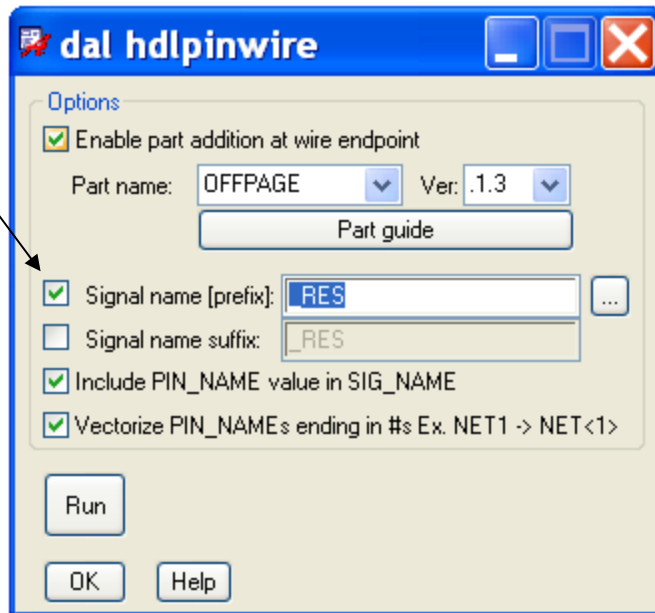 dal hdlpinwire
Options
Enable part addition at wire endpoint
Part name: OFFPAGE Ver: .1.3
Part guide
Signal name [prefix]: _RES ...
Signal name suffix: _RES
Include PIN_NAME value in SIG_NAME
Vectorize PIN_NAMEs ending in #s Ex. NET1 -> NET<1>
Run
OK Help